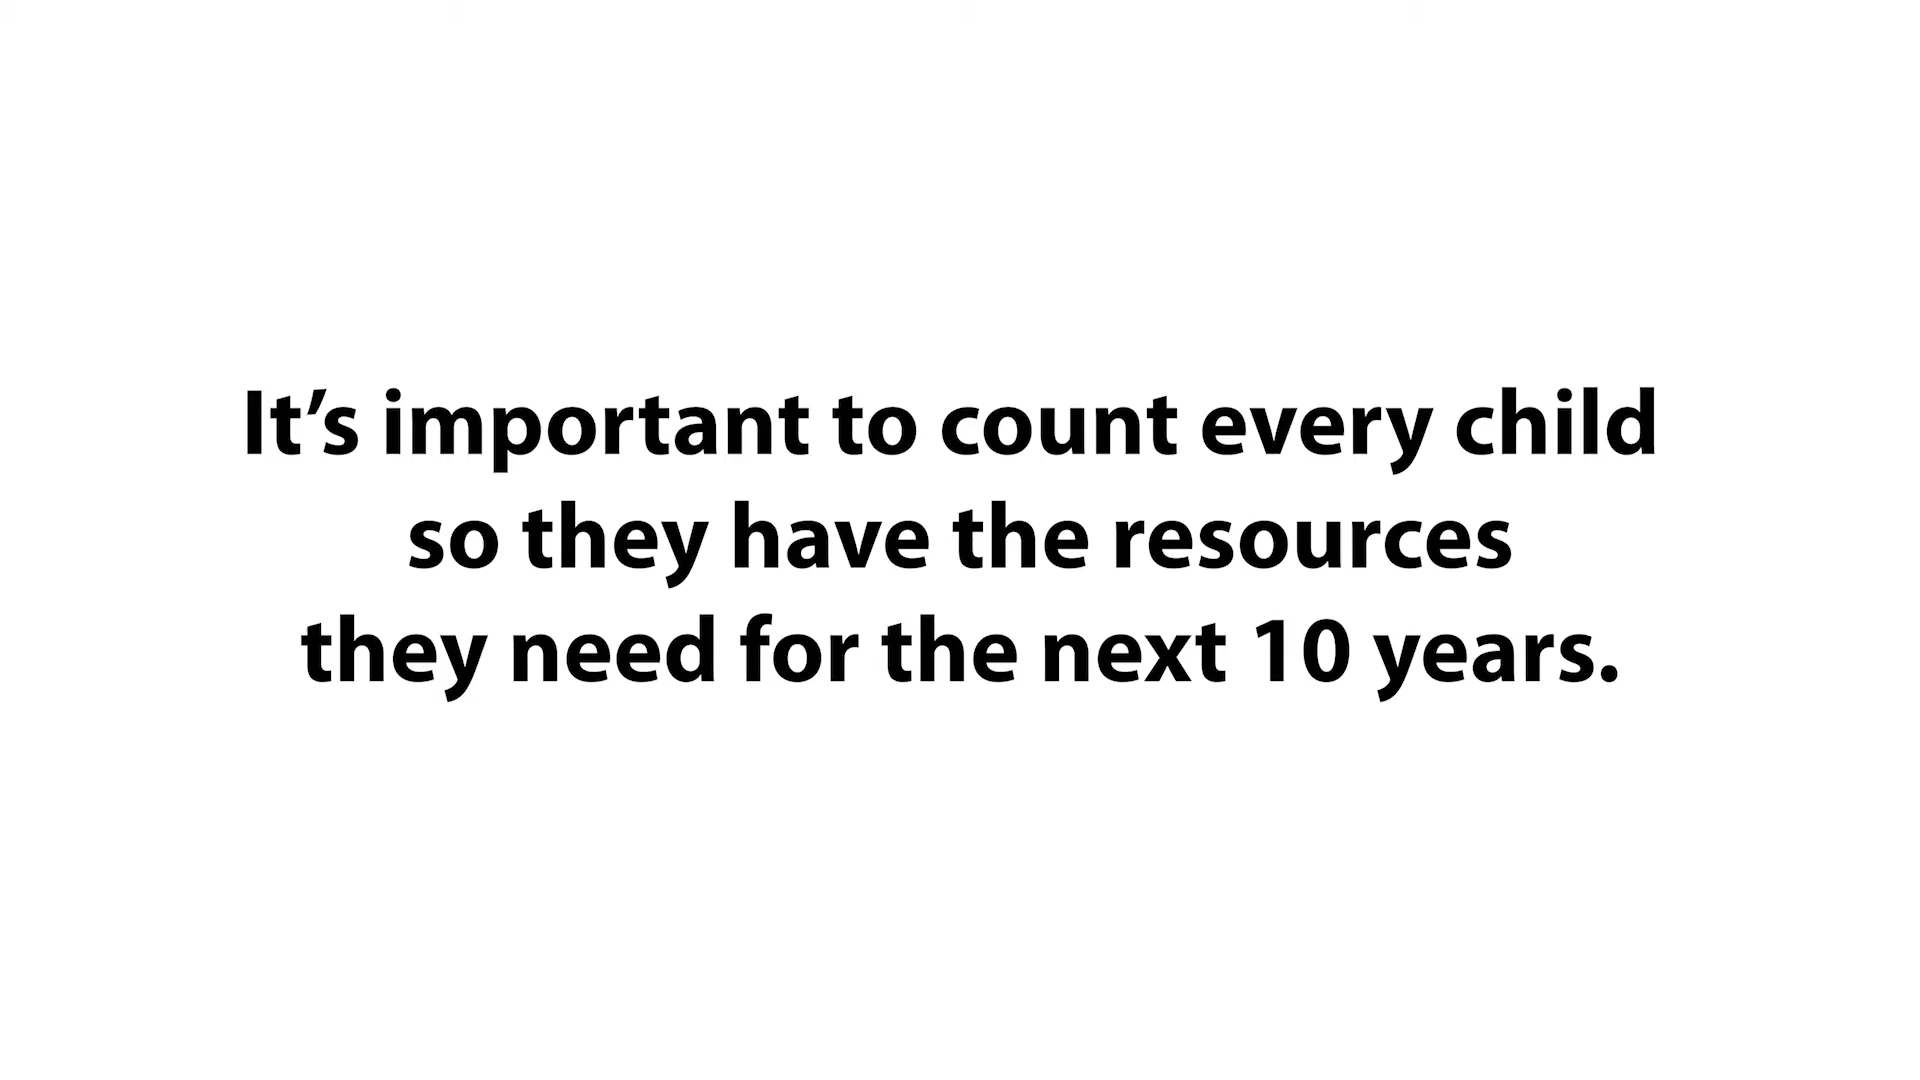 It’s important to count every child
so they have the resources
they need for the next 10 years.